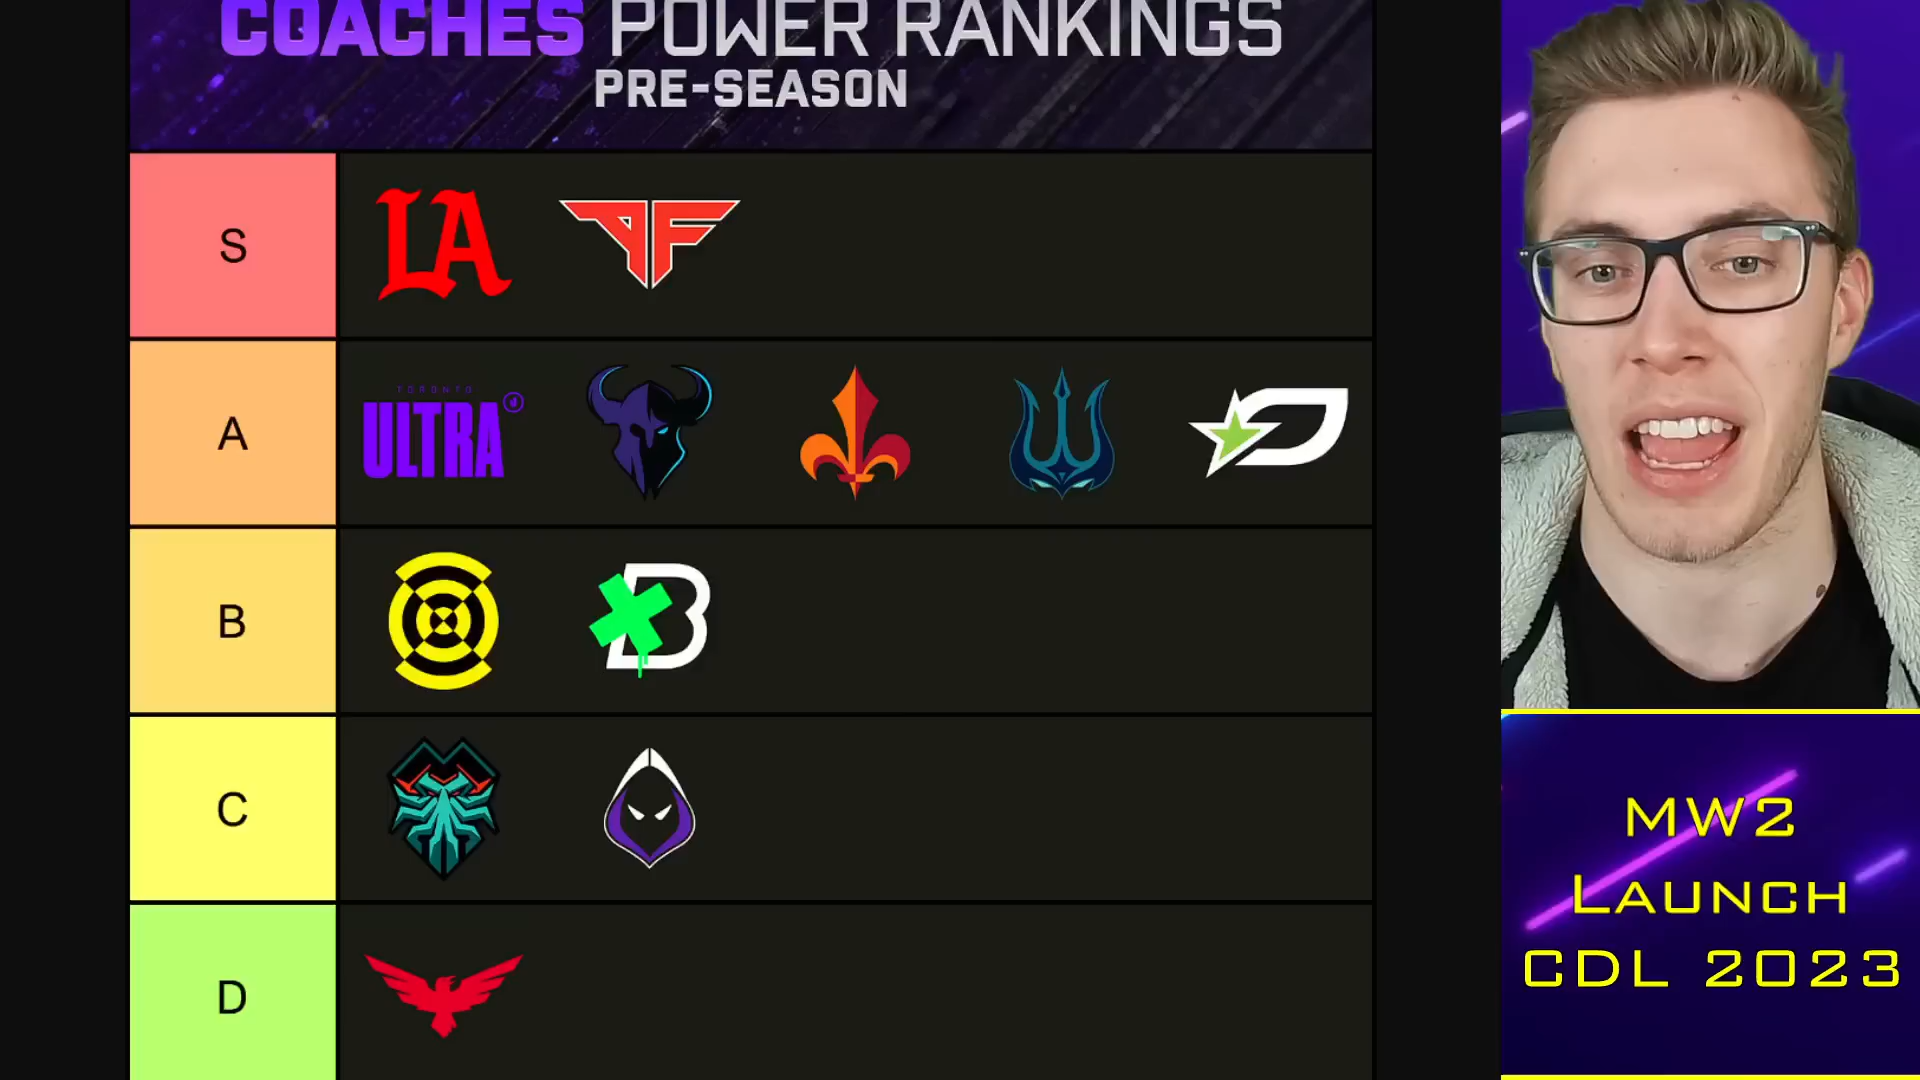 COACHES POWER RANKINGS
PRE-SEASON
S
LA
A
TORONTO
ULTRA
B
C
D
MW2
LAUNCH
CDL 2023